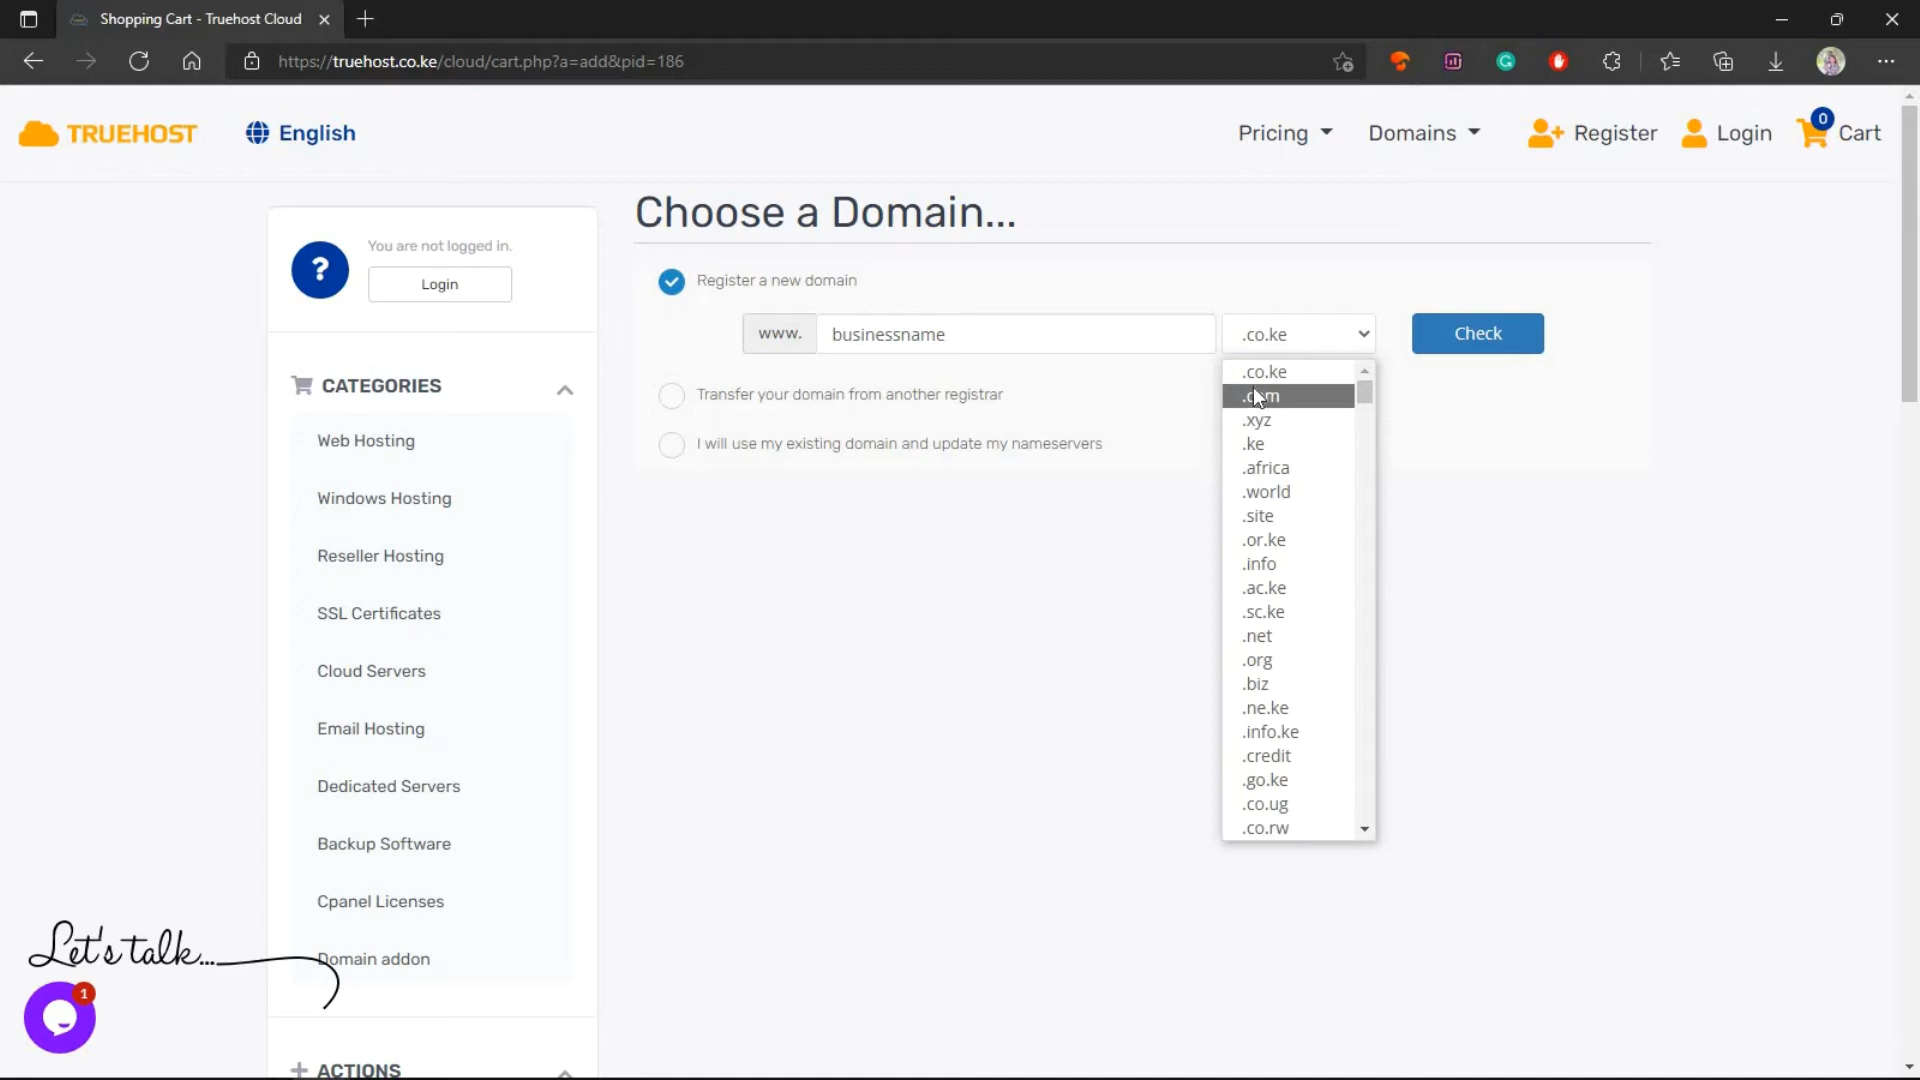 Shopping Cart - Truehost Cloud
https://truehost.co.ke/cloud/cart.php?a=add&pid=186
TRUEHOST
English
Pricing
Domains
Register
Login
0
Cart
Choose a Domain...
?
You are not logged in.
Login
Register a new domain
www.
businessname
.co.ke
Check
Transfer your domain from another registrar
I will use my existing domain and update my nameservers
.co.ke
.com
.xyz
.ke
.africa
.world
.site
.or.ke
.info
.ac.ke
.sc.ke
.net
.org
.biz
.ne.ke
.info.ke
.credit
.go.ke
.co.ug
.co.rw
CATEGORIES
Web Hosting
Windows Hosting
Reseller Hosting
SSL Certificates
Cloud Servers
Email Hosting
Dedicated Servers
Backup Software
Cpanel Licenses
Domain addon
ACTIONS
Let's talk...
1